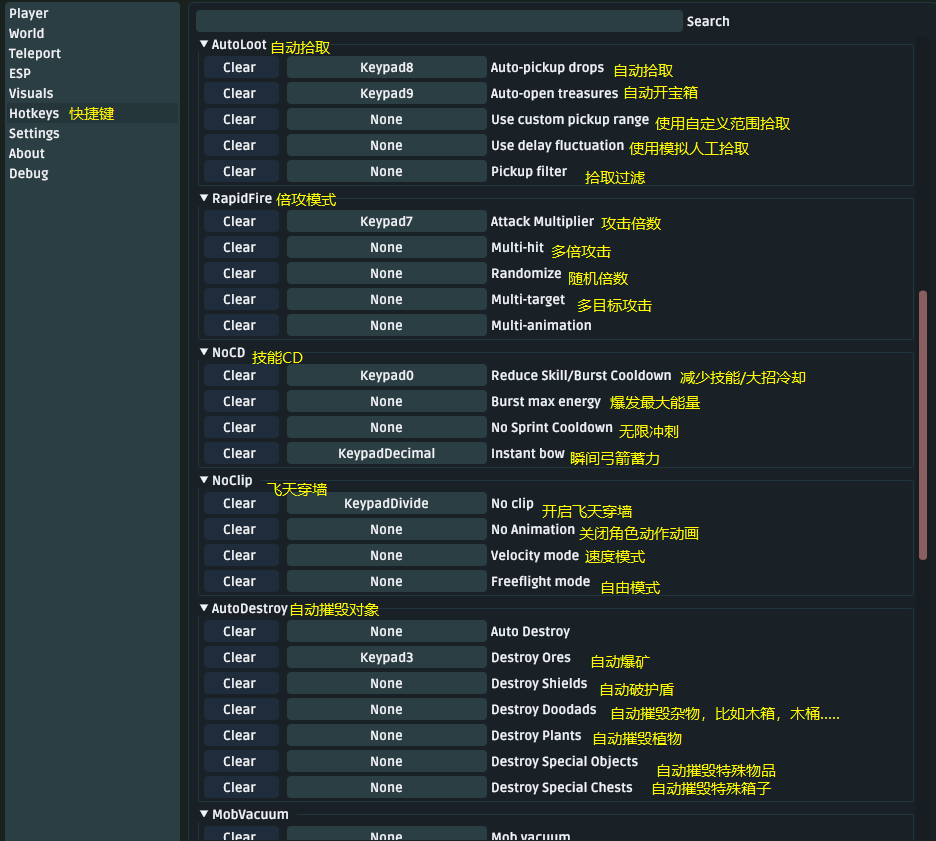 Player
World
Teleport
ESP
Visuals
Hotkeys 快捷键
Settings
About
Debug
Search
AutoLoot 自动拾取
Clear Keypad8 Auto-pickup drops 自动拾取
Clear Keypad9 Auto-open treasures 自动开宝箱
Clear None Use custom pickup range 使用自定义范围拾取
Clear None Use delay fluctuation 使用模拟人工拾取
Clear None Pickup filter 拾取过滤
RapidFire 倍攻模式
Clear Keypad7 Attack Multiplier 攻击倍数
Clear None Multi-hit 多倍攻击
Clear None Randomize 随机倍数
Clear None Multi-target 多目标攻击
Clear None Multi-animation
NoCD 技能CD
Clear Keypad0 Reduce Skill/Burst Cooldown 减少技能/大招冷却
Clear None Burst max energy 爆发最大能量
Clear None No Sprint Cooldown 无限冲刺
Clear KeypadDecimal Instant bow 瞬间弓箭蓄力
NoClip 飞天穿墙
Clear KeypadDivide No clip 开启飞天穿墙
Clear None No Animation 关闭角色动作动画
Clear None Velocity mode 速度模式
Clear None Freeflight mode 自由模式
AutoDestroy 自动摧毁对象
Clear None Auto Destroy
Clear Keypad3 Destroy Ores 自动爆矿
Clear None Destroy Shields 自动破护盾
Clear None Destroy Doodads 自动摧毁杂物，比如木箱，木桶.....
Clear None Destroy Plants 自动摧毁植物
Clear None Destroy Special Objects 自动摧毁特殊物品
Clear None Destroy Special Chests 自动摧毁特殊箱子
MobVacuum
Clear None Mob vacuum